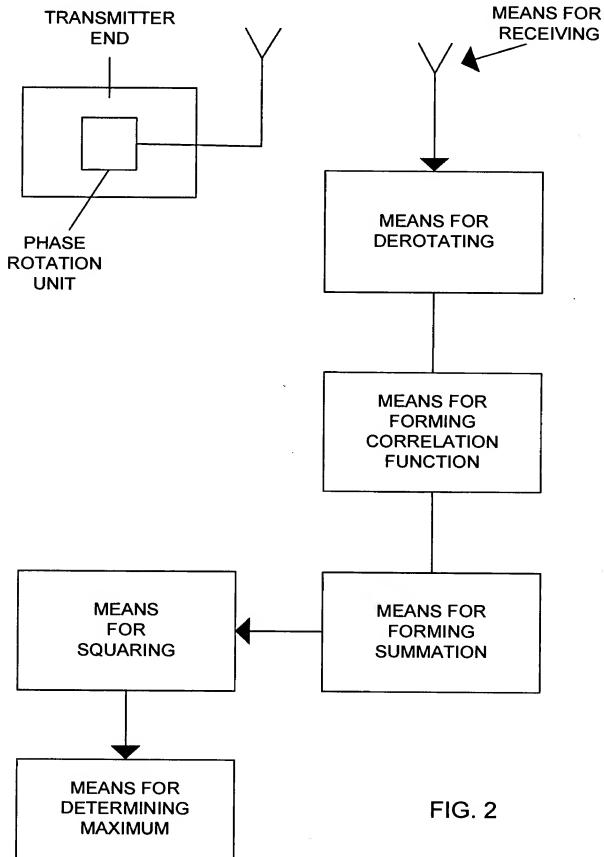 TRANSMITTER
END
MEANS FOR
RECEIVING
PHASE
ROTATION
UNIT
MEANS FOR
DEROTATING
MEANS FOR
FORMING
CORRELATION
FUNCTION
MEANS FOR
FORMING
SUMMATION
MEANS
FOR
SQUARING
MEANS FOR
DETERMINING
MAXIMUM
FIG. 2